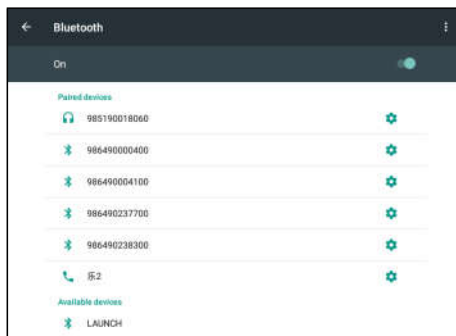 Bluetooth
On
Paired devices
985190018060
986490000400
986490004100
986490237700
986490238300
乐2
Available devices
LAUNCH